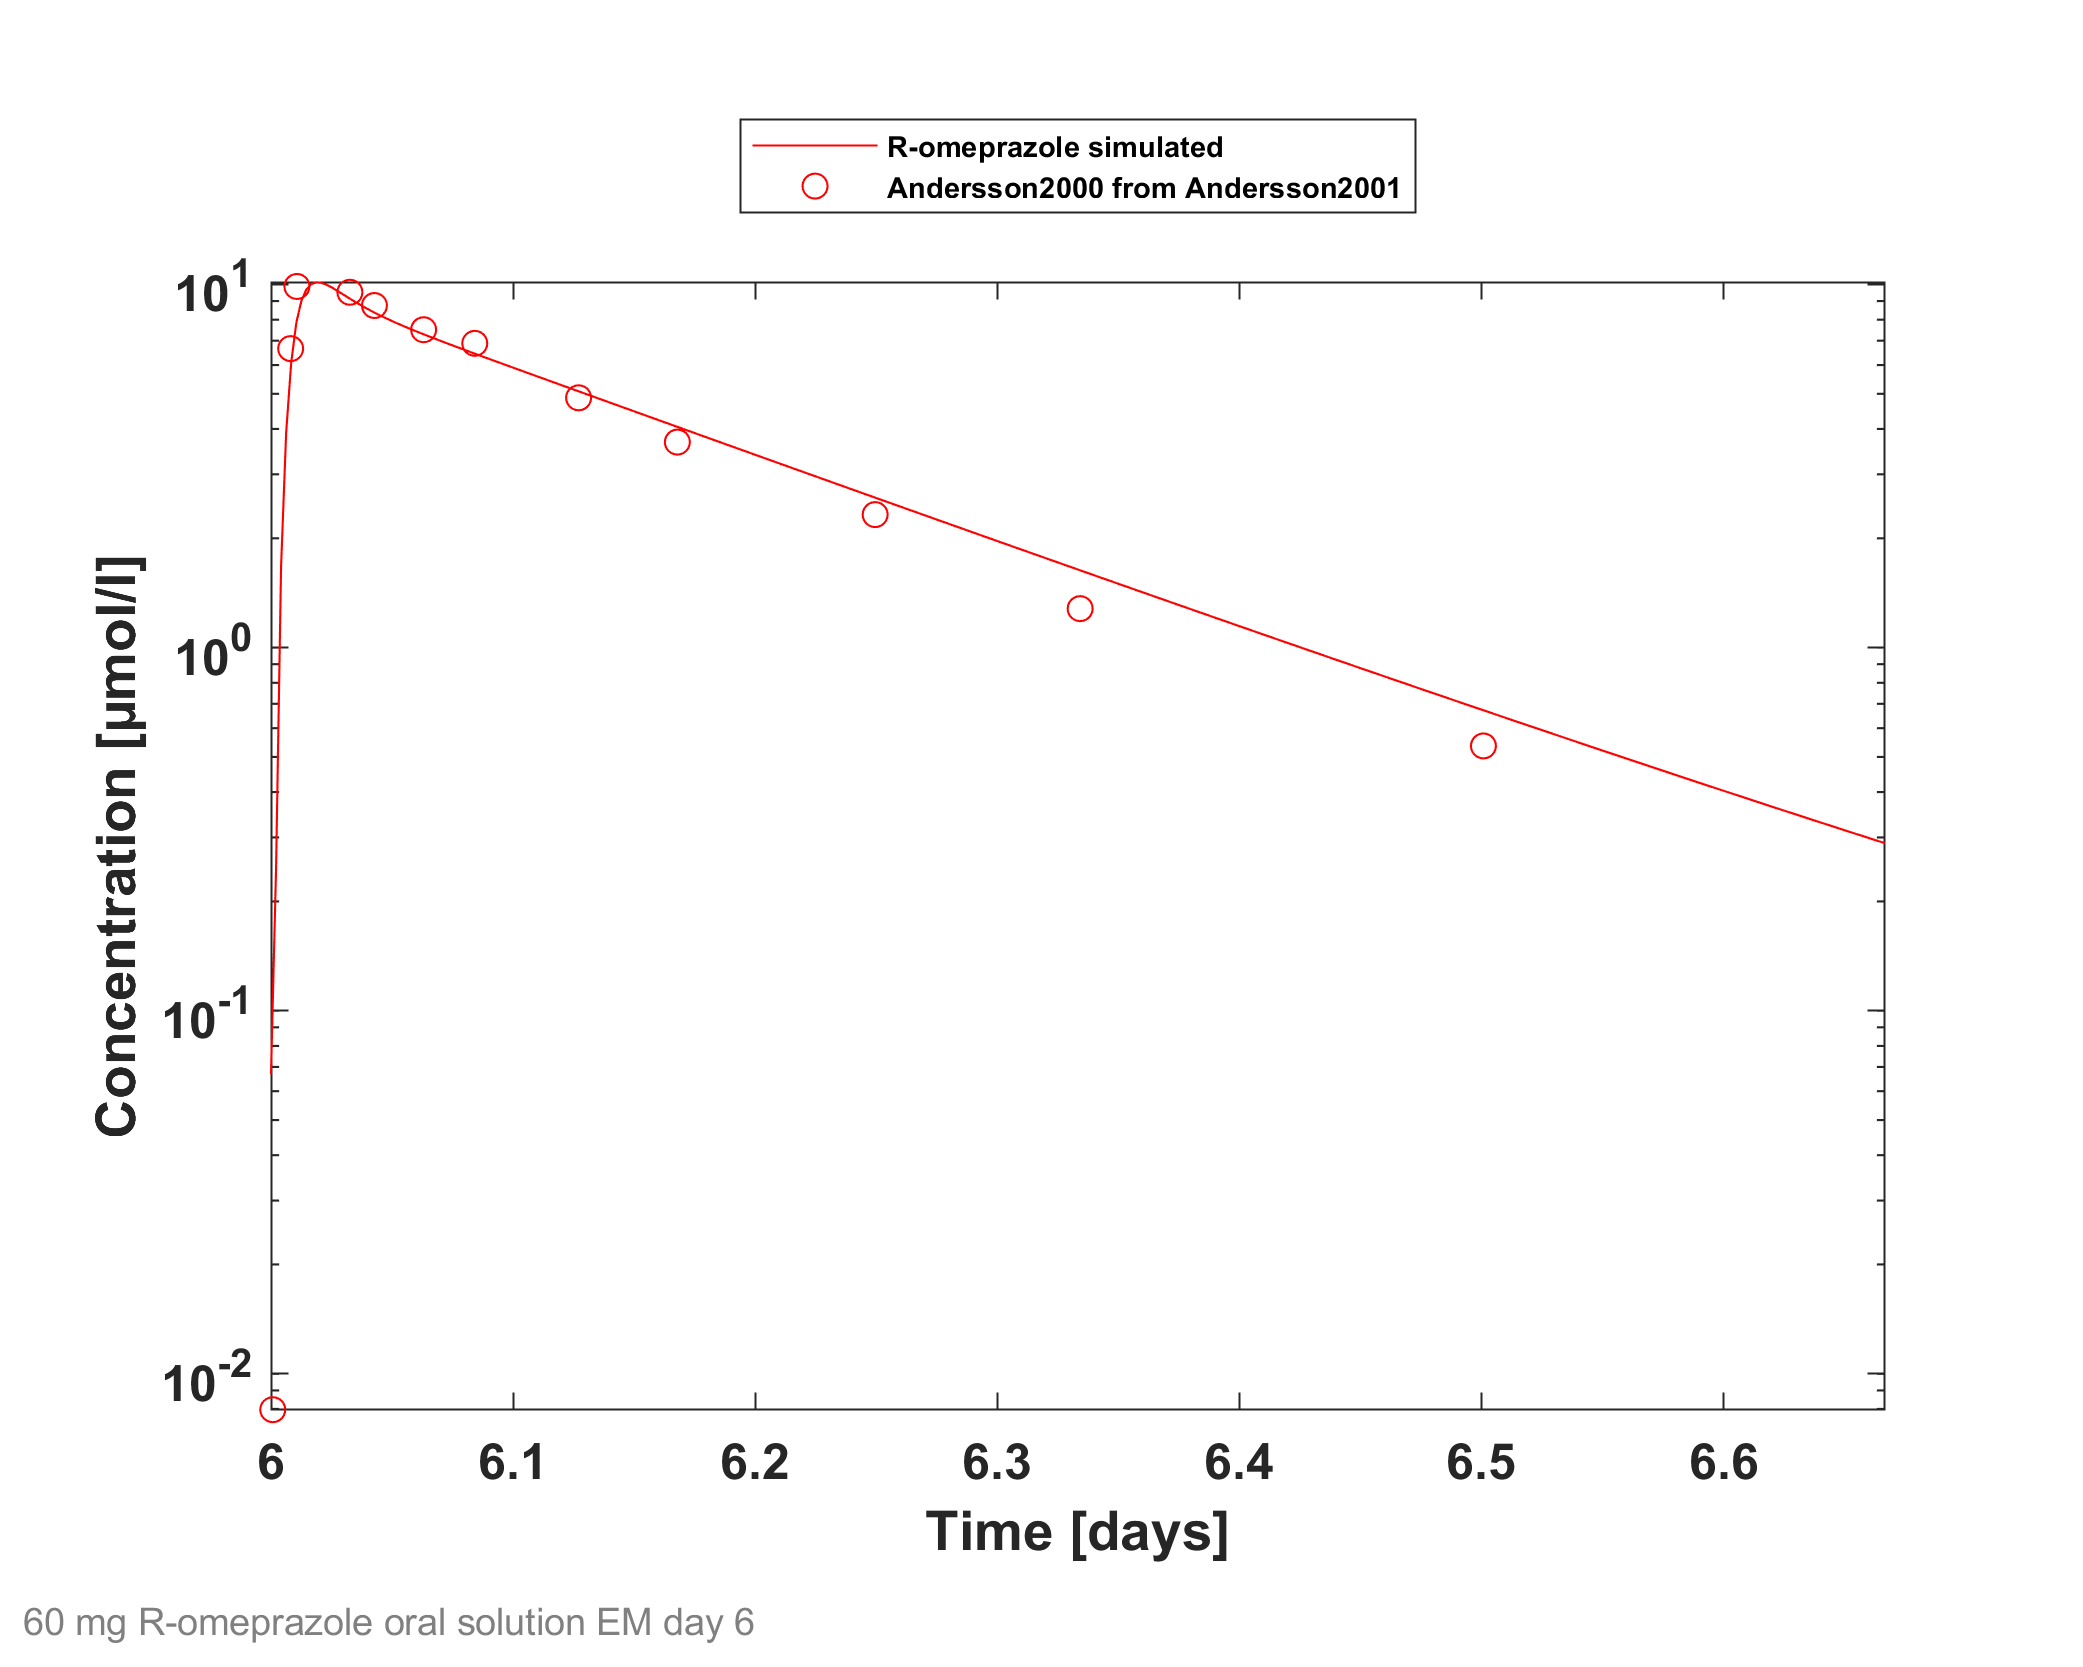 R-omeprazole simulated
Andersson2000 from Andersson2001
10^1
10^0
10^-1
10^-2
Concentration [µmol/l]
6 6.1 6.2 6.3 6.4 6.5 6.6
Time [days]
60 mg R-omeprazole oral solution EM day 6